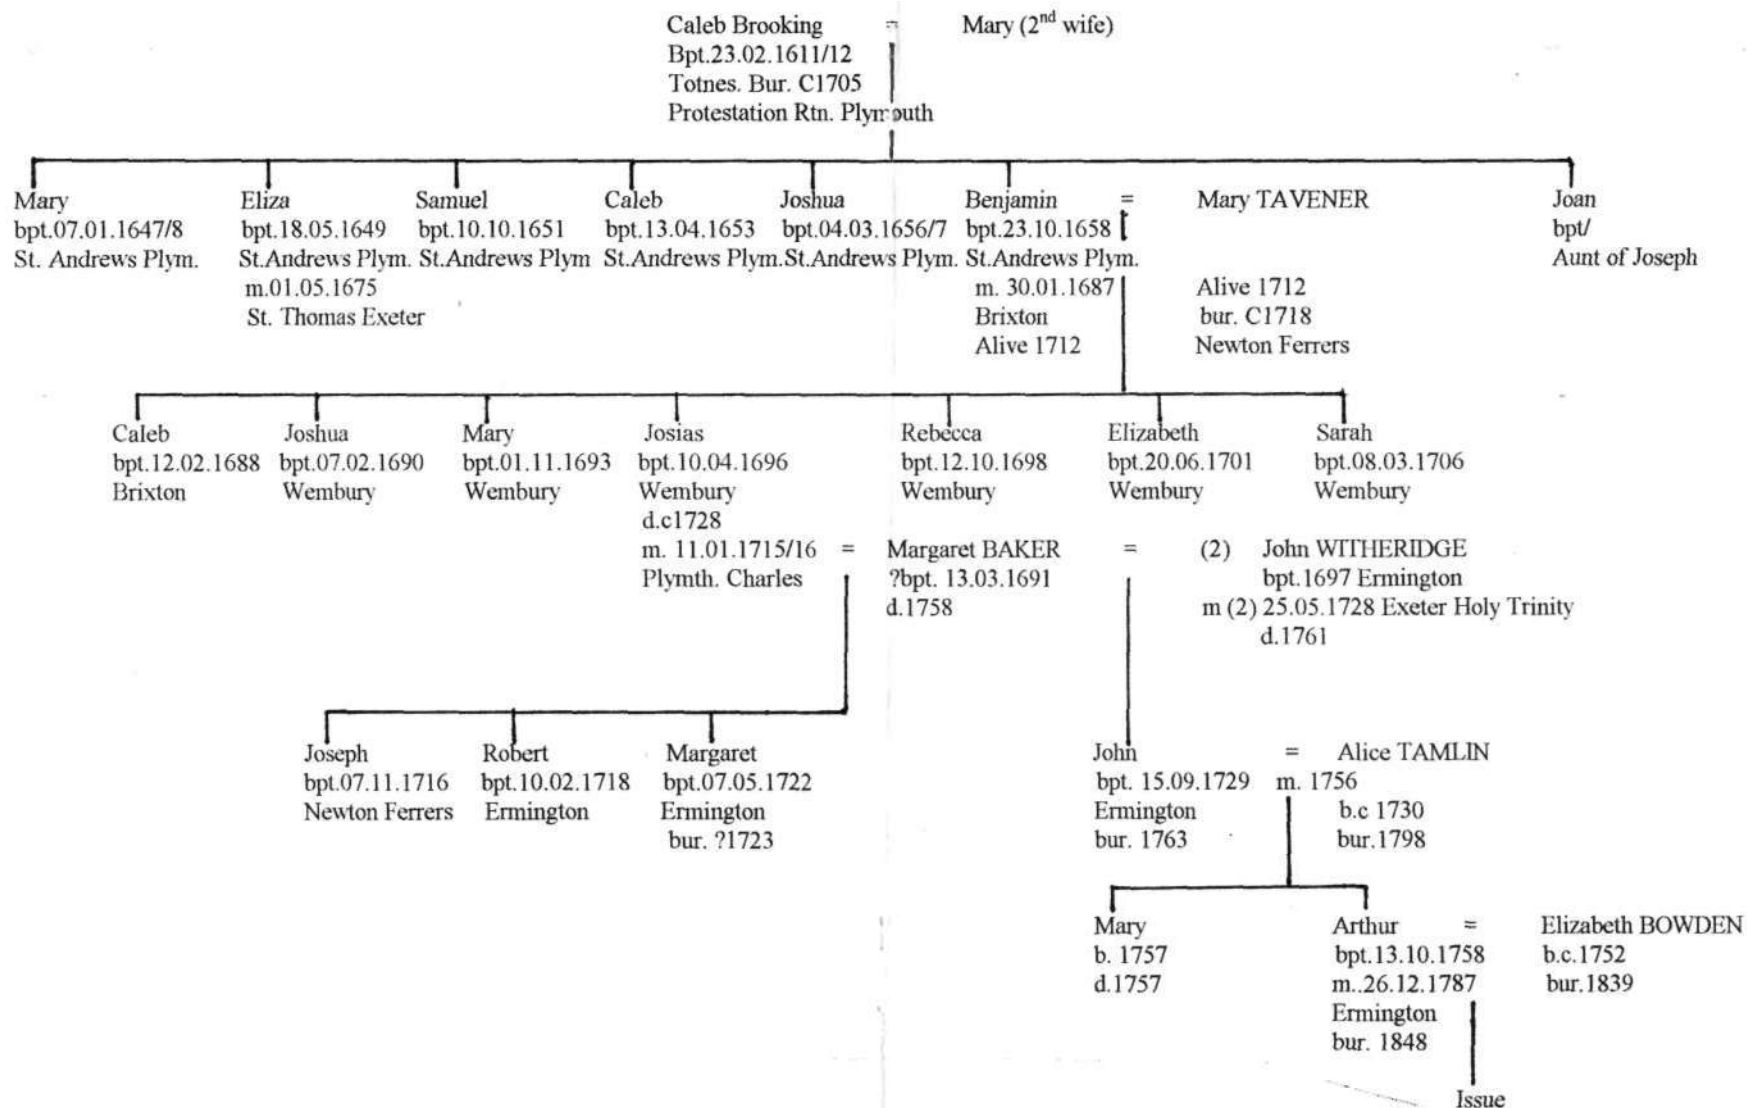 Caleb Brooking = Mary (2nd wife)
Bpt.23.02.1611/12
Totnes. Bur. C1705
Protestation Rtn. Plymouth
Mary
bpt.07.01.1647/8
St. Andrews Plym.
Eliza
bpt.18.05.1649
St.Andrews Plym.
m.01.05.1675
St. Thomas Exeter
Samuel
bpt.10.10.1651
St.Andrews Plym
Caleb
bpt.13.04.1653
St.Andrews Plym.
Joshua
bpt.04.03.1656/7
St.Andrews Plym.
Benjamin =
bpt.23.10.1658
St.Andrews Plym.
m. 30.01.1687
Brixton
Alive 1712
Mary TAVENER
Alive 1712
bur. C1718
Newton Ferrers
Joan
bpt/
Aunt of Joseph
Caleb
bpt.12.02.1688
Brixton
Joshua
bpt.07.02.1690
Wembury
Mary
bpt.01.11.1693
Wembury
Josias
bpt.10.04.1696
Wembury
d.c1728
m. 11.01.1715/16 =
Plymth. Charles
Rebecca
bpt.12.10.1698
Wembury
Elizabeth
bpt.20.06.1701
Wembury
Sarah
bpt.08.03.1706
Wembury
Margaret BAKER =
?bpt. 13.03.1691
d.1758
(2) John WITHERIDGE
bpt.1697 Ermington
m (2) 25.05.1728 Exeter Holy Trinity
d.1761
Joseph
bpt.07.11.1716
Newton Ferrers
Robert
bpt.10.02.1718
Ermington
Margaret
bpt.07.05.1722
Ermington
bur. ?1723
John =
bpt. 15.09.1729
Ermington
bur. 1763
Alice TAMLIN
m. 1756
b.c 1730
bur.1798
Mary
b. 1757
d.1757
Arthur =
bpt.13.10.1758
m..26.12.1787
Ermington
bur. 1848
Elizabeth BOWDEN
b.c.1752
bur.1839
Issue